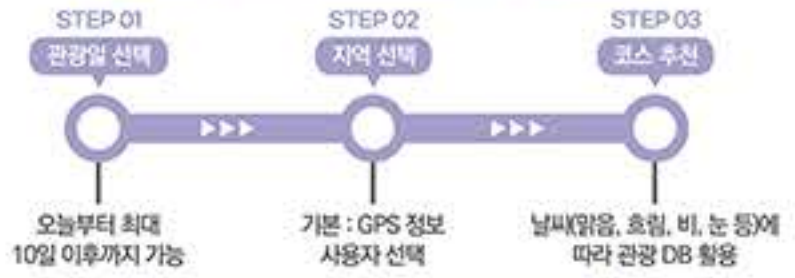 STEP 01
관광일 선택
오늘부터 최대
10일 이후까지 가능
STEP 02
지역 선택
기본 : GPS 정보
사용자 선택
STEP 03
코스 추천
날씨(맑음, 흐림, 비, 눈 등)에
따라 관광 DB 활용